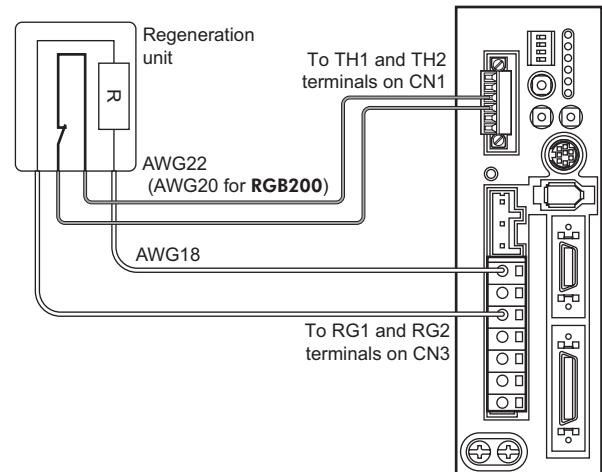 Regeneration
unit
To TH1 and TH2
terminals on CN1
R
AWG22
(AWG20 for RGB200)
AWG18
To RG1 and RG2
terminals on CN3